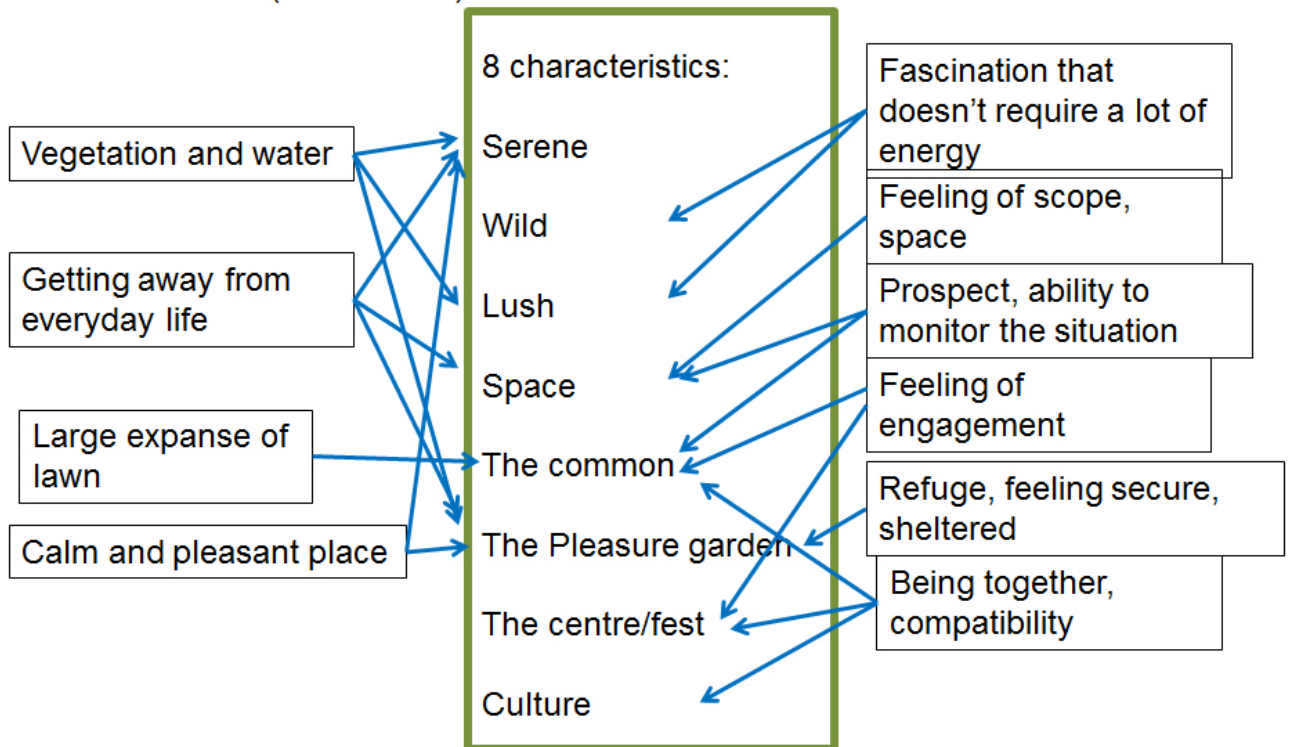 Vegetation and water
Getting away from
everyday life
Large expanse of
lawn
Calm and pleasant place
8 characteristics:
Serene
Wild
Lush
Space
The common
The Pleasure garden
The centre/fest
Culture
Fascination that
doesn’t require a lot of
energy
Feeling of scope,
space
Prospect, ability to
monitor the situation
Feeling of
engagement
Refuge, feeling secure,
sheltered
Being together,
compatibility